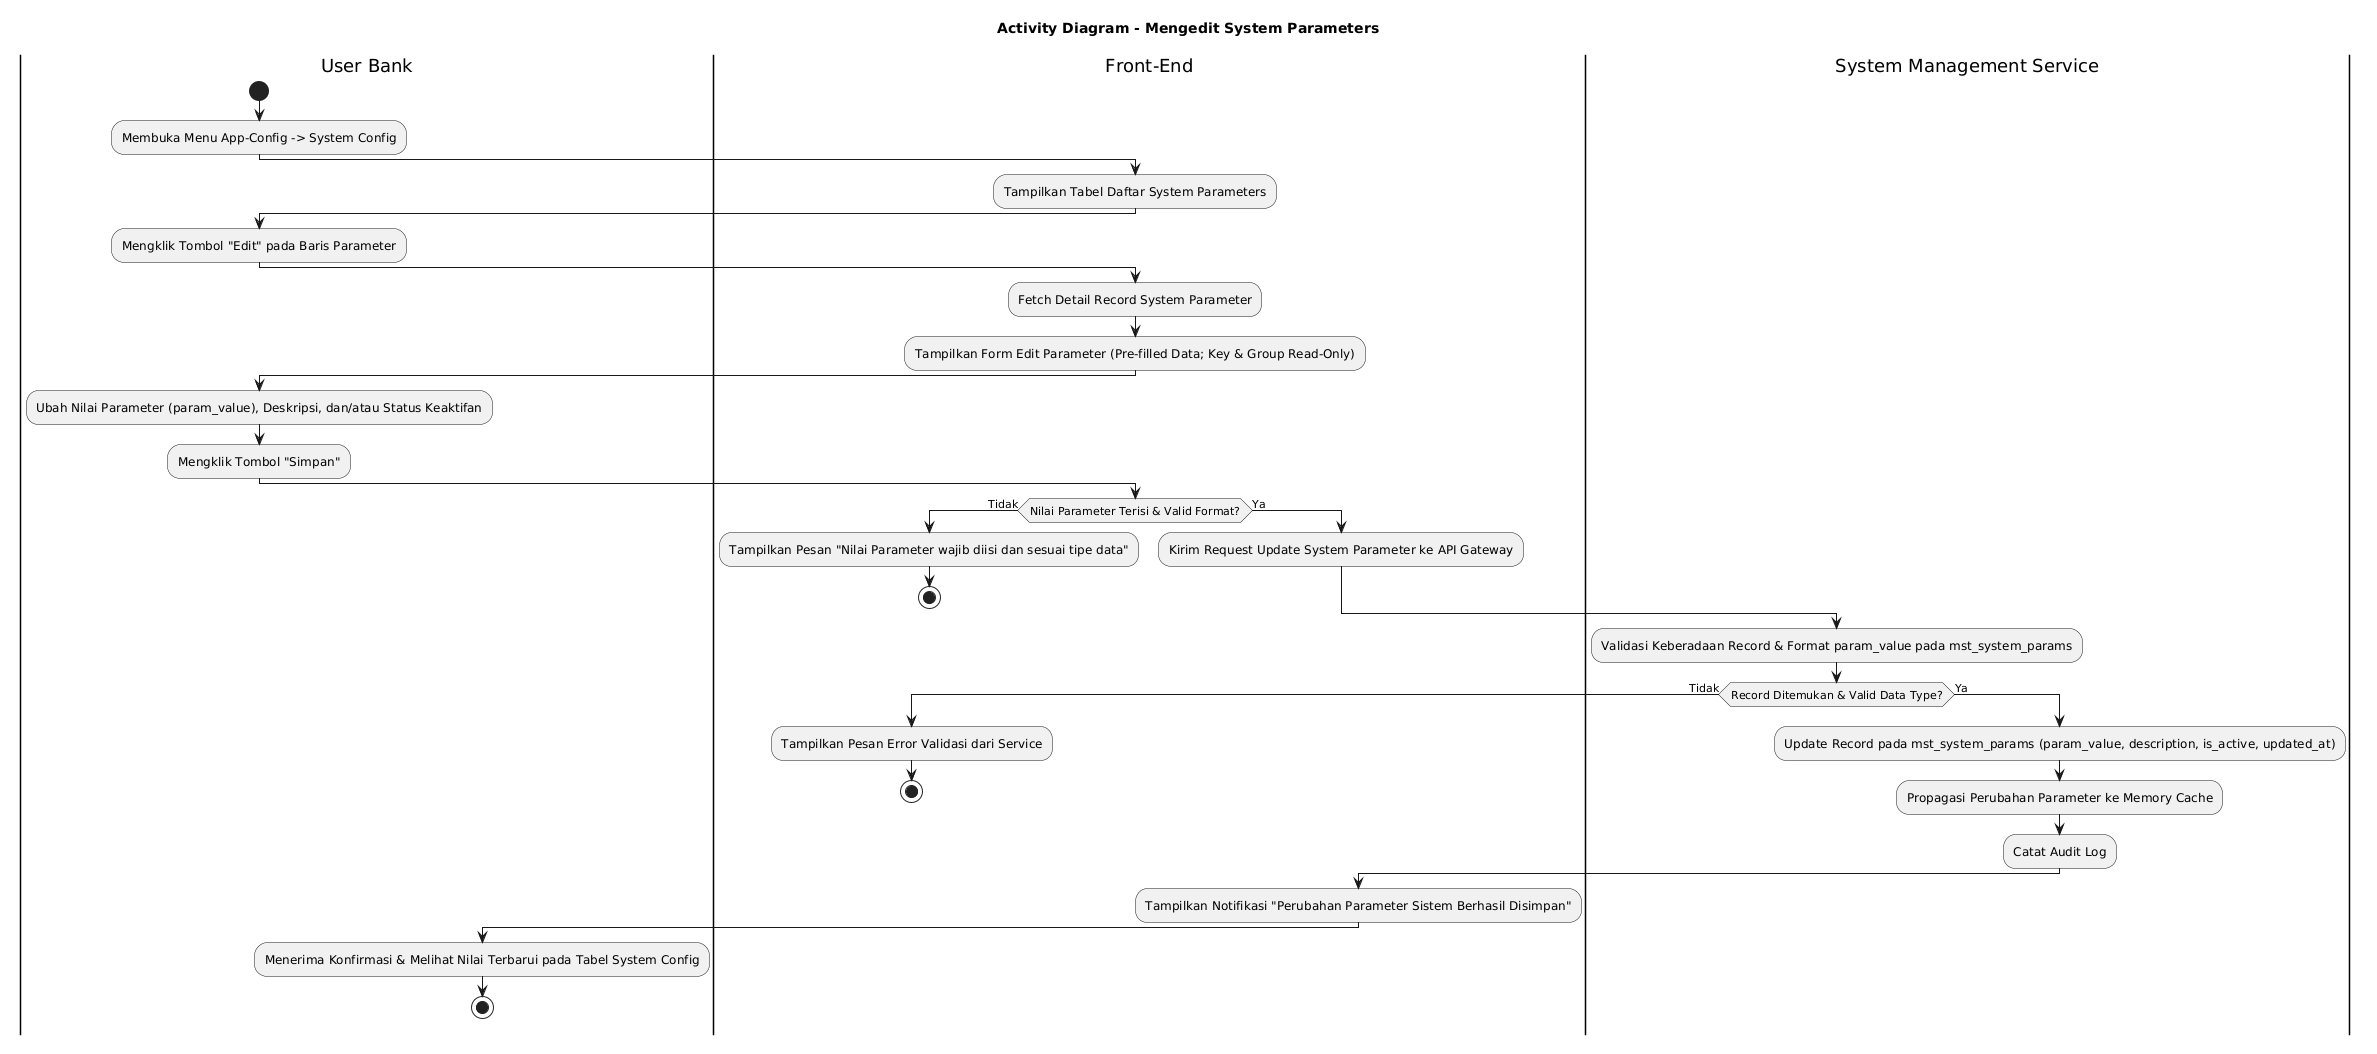 Activity Diagram - Mengedit System Parameters
User Bank
Front-End
System Management Service
Membuka Menu App-Config -> System Config
Tampilkan Tabel Daftar System Parameters
Mengklik Tombol "Edit" pada Baris Parameter
Fetch Detail Record System Parameter
Tampilkan Form Edit Parameter (Pre-filled Data; Key & Group Read-Only)
Ubah Nilai Parameter (param_value), Deskripsi, dan/atau Status Keaktifan
Mengklik Tombol "Simpan"
Tidak
Nilai Parameter Terisi & Valid Format?
Ya
Tampilkan Pesan "Nilai Parameter wajib diisi dan sesuai tipe data"
Kirim Request Update System Parameter ke API Gateway
Validasi Keberadaan Record & Format param_value pada mst_system_params
Tidak
Record Ditemukan & Valid Data Type?
Ya
Tampilkan Pesan Error Validasi dari Service
Update Record pada mst_system_params (param_value, description, is_active, updated_at)
Propagasi Perubahan Parameter ke Memory Cache
Catat Audit Log
Tampilkan Notifikasi "Perubahan Parameter Sistem Berhasil Disimpan"
Menerima Konfirmasi & Melihat Nilai Terbarui pada Tabel System Config